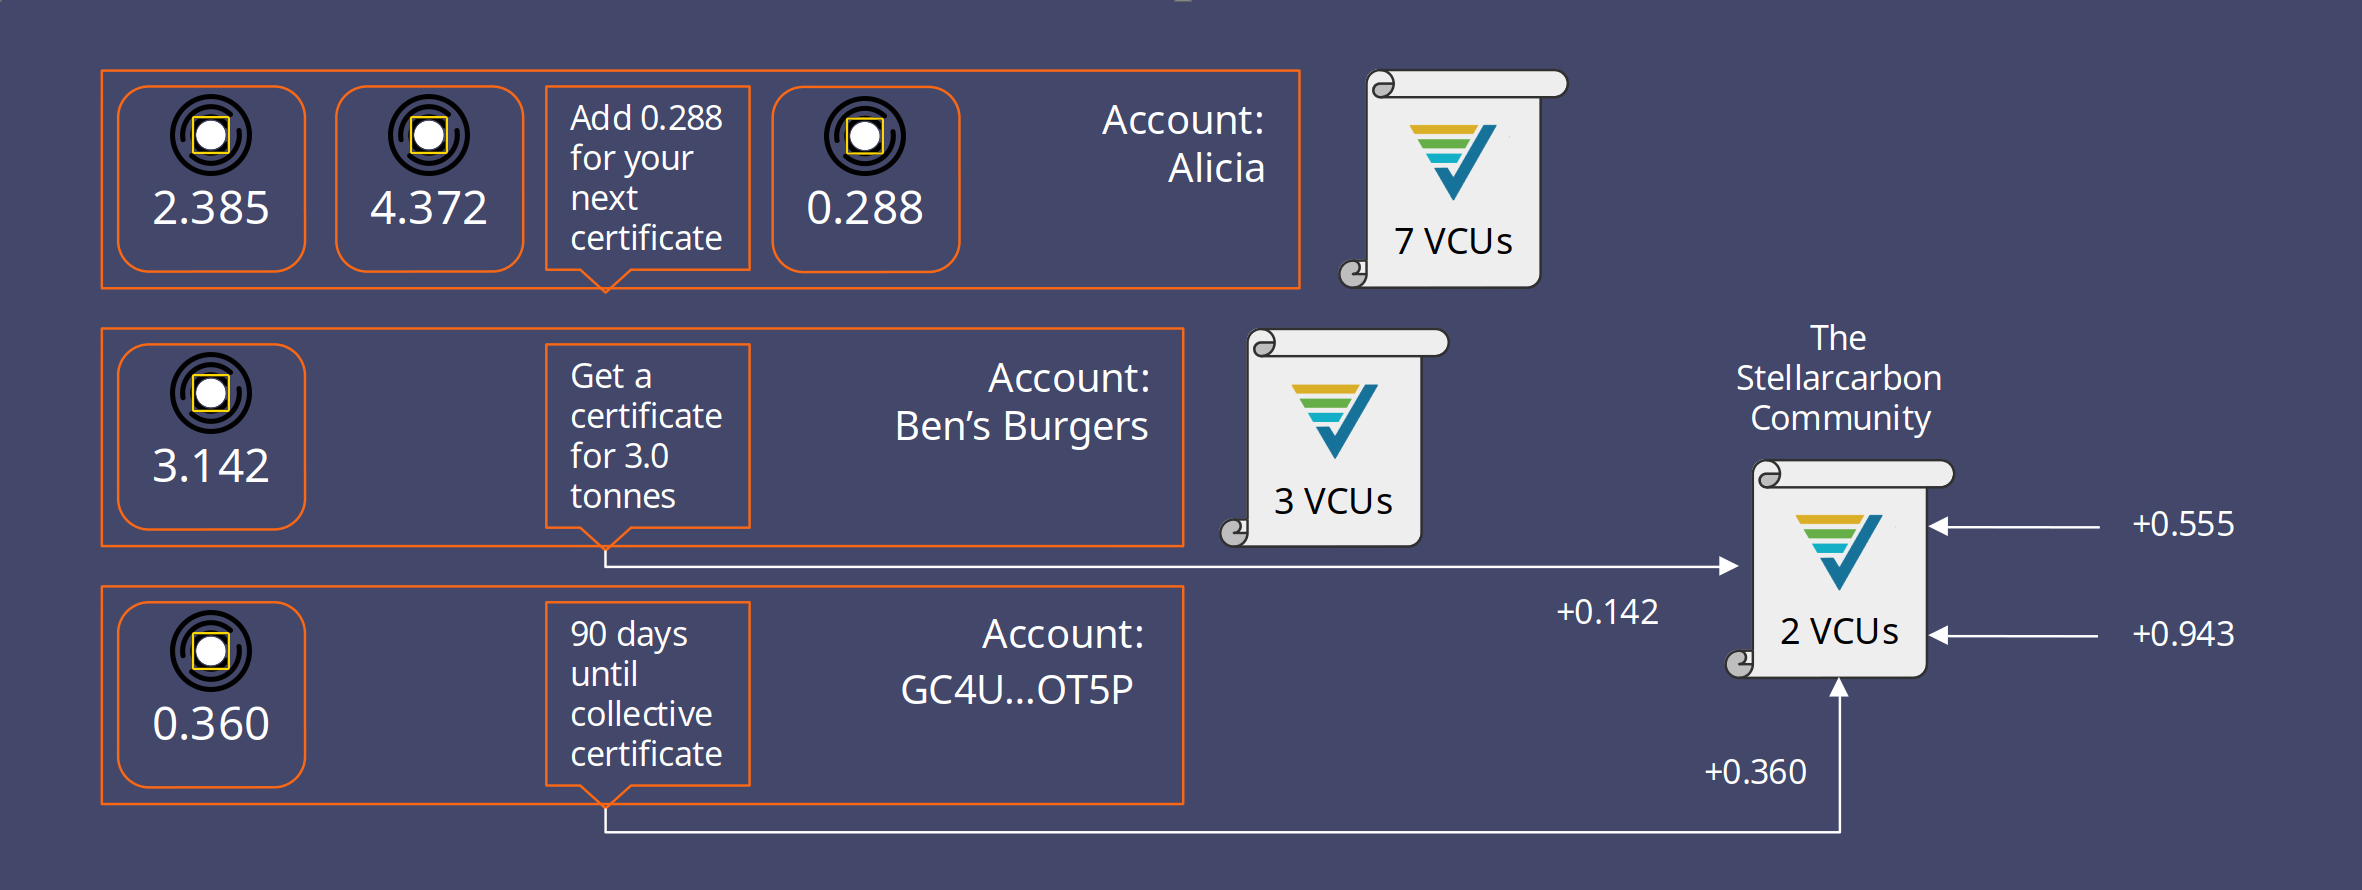 2.385
4.372
Add 0.288
for your
next
certificate
0.288
Account:
Alicia
7 VCUs
3.142
Get a
certificate
for 3.0
tonnes
Account:
Ben’s Burgers
3 VCUs
The
Stellarcarbon
Community
2 VCUs
+0.555
+0.943
+0.142
+0.360
0.360
90 days
until
collective
certificate
Account:
GC4U...OT5P